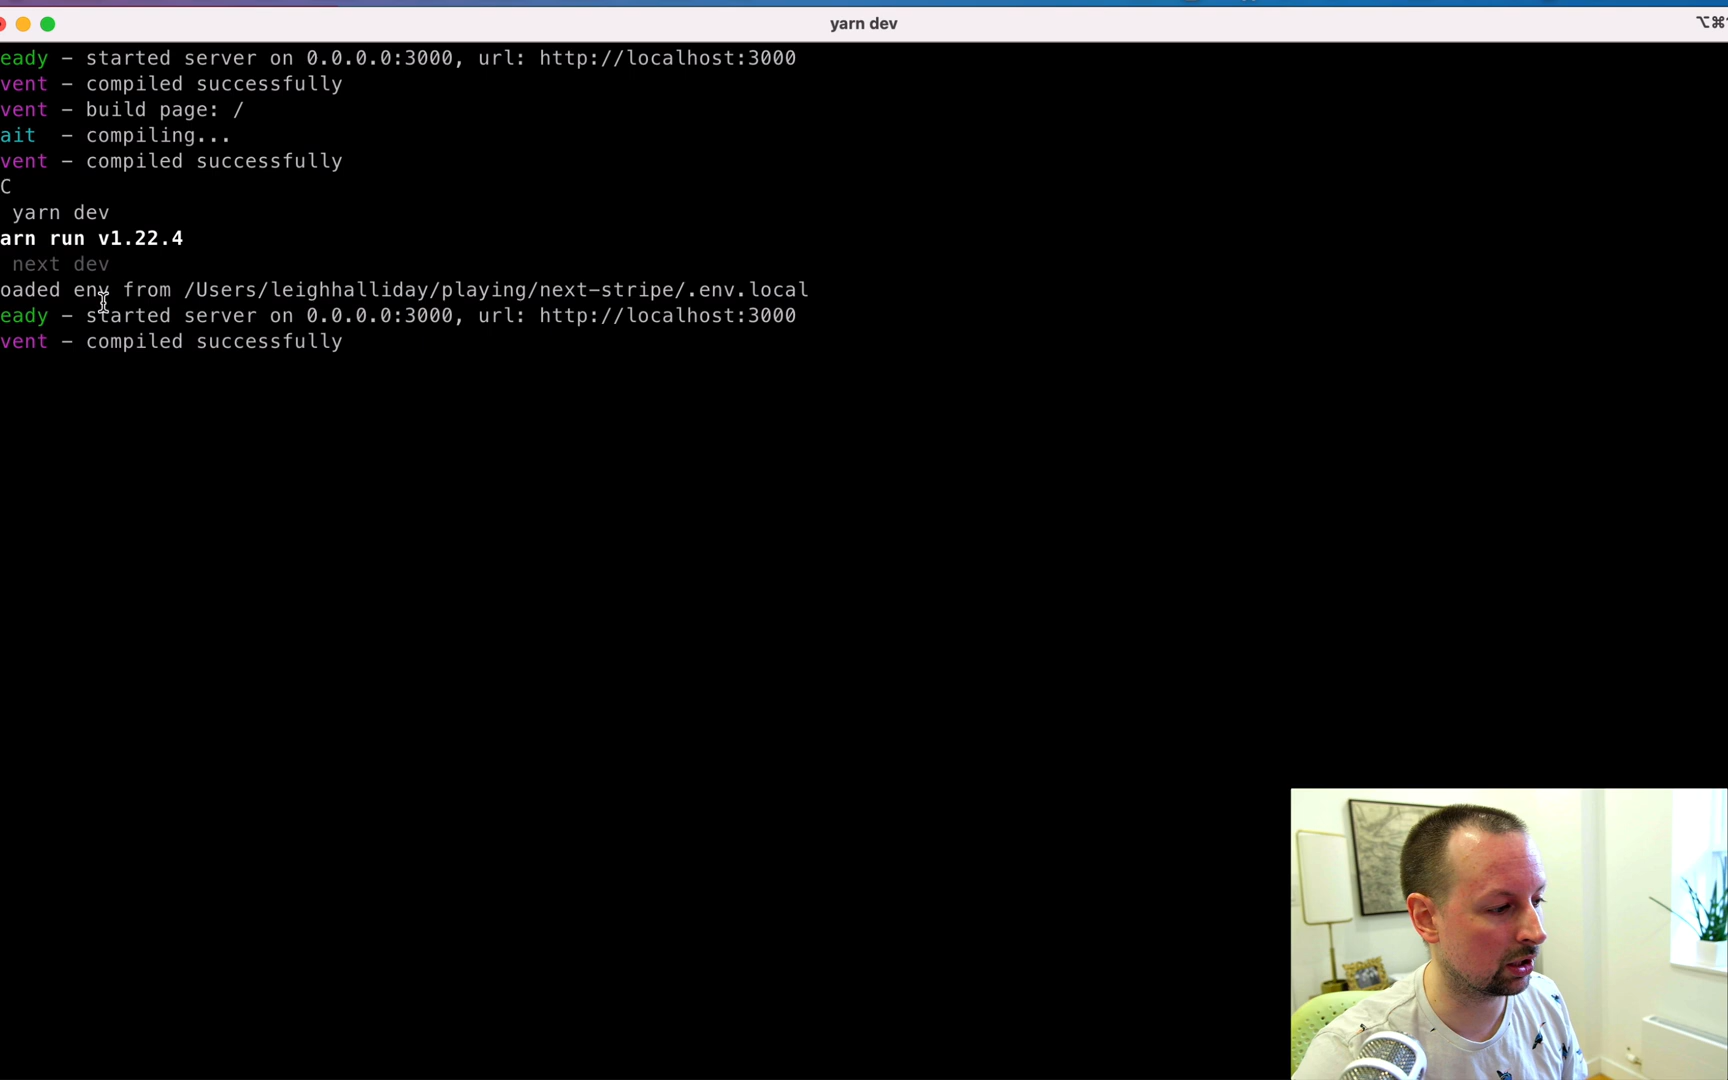 yarn dev
⌥⌘
eady - started server on 0.0.0.0:3000, url: http://localhost:3000
vent - compiled successfully
vent - build page: /
ait  - compiling...
vent - compiled successfully
C
yarn dev
arn run v1.22.4
next dev
oaded env from /Users/leighhalliday/playing/next-stripe/.env.local
eady - started server on 0.0.0.0:3000, url: http://localhost:3000
vent - compiled successfully